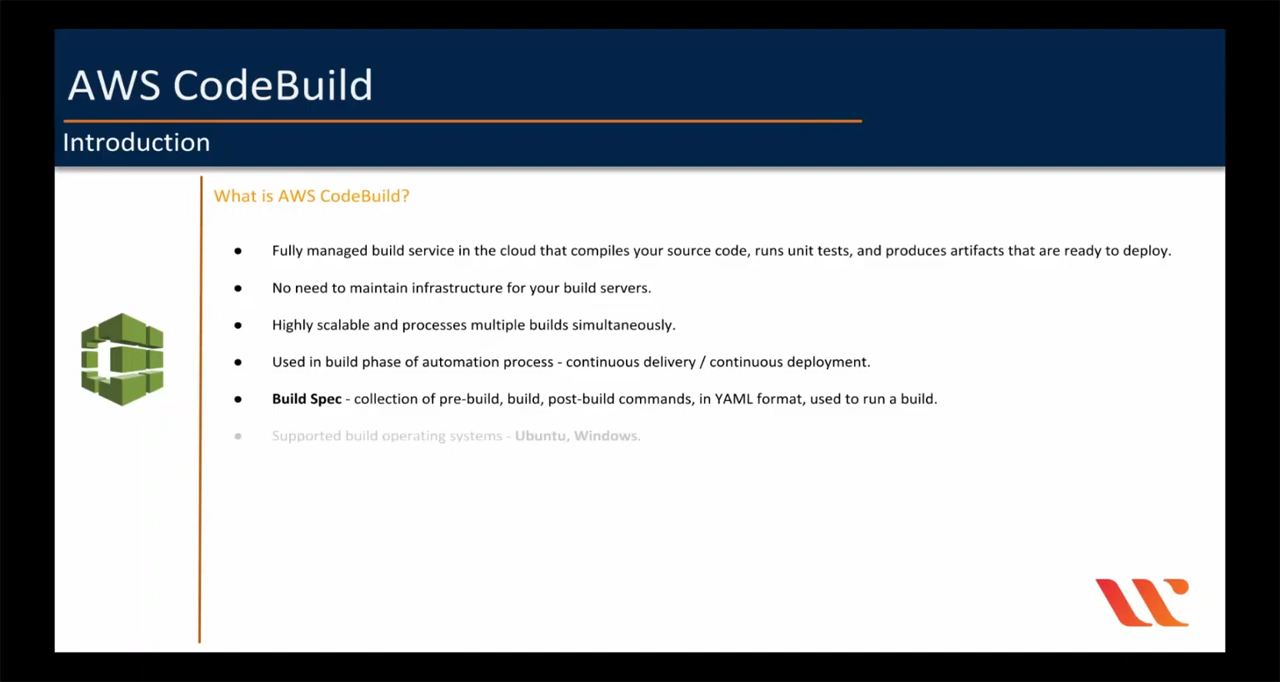 AWS CodeBuild
Introduction
What is AWS CodeBuild?
● Fully managed build service in the cloud that compiles your source code, runs unit tests, and produces artifacts that are ready to deploy.
● No need to maintain infrastructure for your build servers.
● Highly scalable and processes multiple builds simultaneously.
● Used in build phase of automation process - continuous delivery / continuous deployment.
● Build Spec - collection of pre-build, build, post-build commands, in YAML format, used to run a build.
● Supported build operating systems - Ubuntu, Windows.